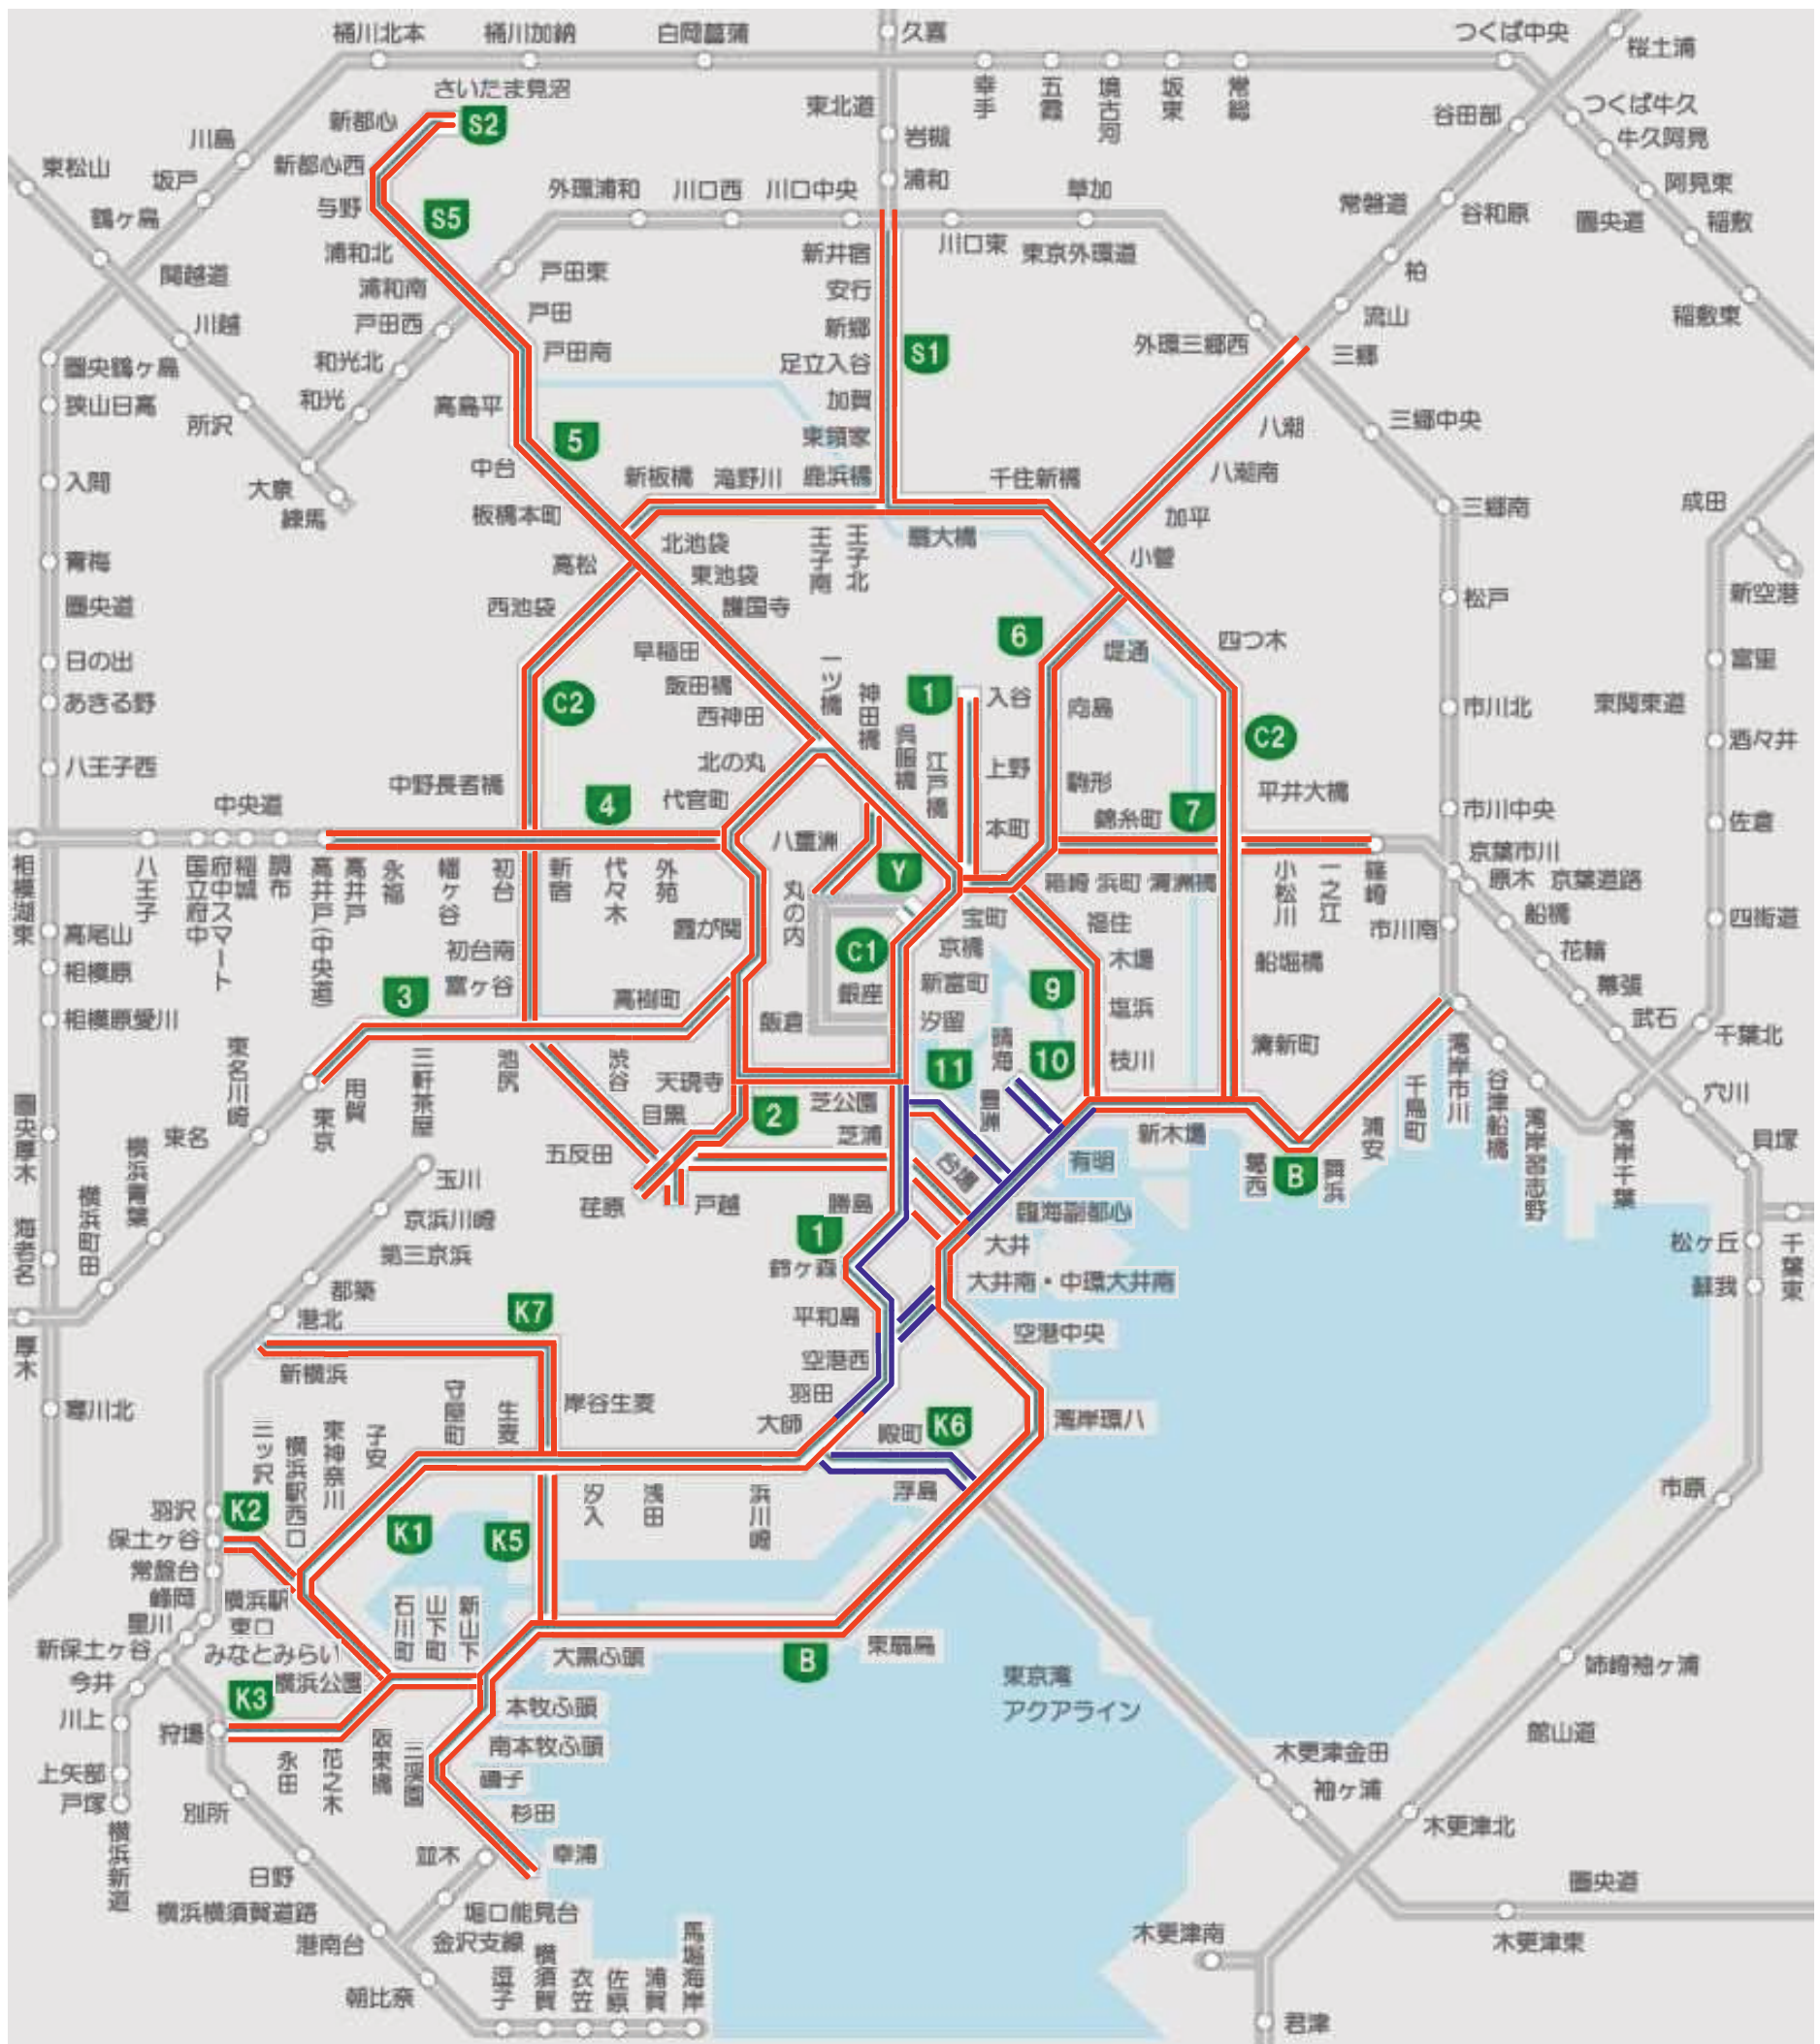 桶川北本
桶川加納
白岡菖蒲
久喜
つくば中央
桜土浦
さいたま見沼
S2
東北道
幸手
五霞
境古河
坂東
常総
谷田部
つくば牛久
牛久阿見
新都心
川島
岩槻
東松山
坂戸
新都心西
外環浦和
川口西
川口中央
浦和
草加
阿見東
常磐道
谷和原
圏央道
稲敷
鶴ヶ島
与野
S5
新井宿
川口東
東京外環道
柏
関越道
浦和北
戸田東
浦和南
安行
稲敷東
川越
戸田西
戸田
新郷
流山
外環三郷西
三郷
圏央鶴ヶ島
和光北
戸田南
足立入谷
S1
狭山日高
和光
高島平
加賀
三郷中央
所沢
5
東領家
八潮
中台
新板橋
滝野川
鹿浜橋
千住新橋
八潮南
入間
大泉
練馬
板橋本町
加平
三郷南
成田
北池袋
王子南
王子北
扇大橋
小菅
青梅
高松
東池袋
圏央道
西池袋
護国寺
松戸
新空港
早稲田
6
堤通
四つ木
日の出
飯田橋
一ツ橋
富里
あきる野
C2
西神田
神田橋
1
入谷
向島
C2
市川北
東関東道
呉服橋
江戸橋
酒々井
八王子西
北の丸
上野
駒形
平井大橋
中野長者橋
中央道
4
代官町
八重洲
本町
錦糸町
7
市川中央
佐倉
相模湖東
八王子
国立府中
府中スマート
稲城
調布
高井戸(中央道)
高井戸
永福
幡ヶ谷
初台
新宿
代々木
外苑
Y
箱崎
浜町
清洲橋
小松川
一之江
篠崎
京葉市川
原木
京葉道路
高尾山
丸の内
宝町
福住
市川南
船橋
四街道
霞が関
相模原
初台南
C1
京橋
木場
船堀橋
花輪
富ヶ谷
高樹町
銀座
新富町
9
塩浜
幕張
3
相模原愛川
飯倉
汐留
武石
千葉北
東名川崎
用賀
三軒茶屋
池尻
渋谷
天現寺
11
晴海
10
枝川
清新町
湾岸市川
谷津船橋
東京
目黒
2
芝公園
豊洲
新木場
千鳥町
浦安
湾岸習志野
湾岸千葉
穴川
圏央厚木
横浜青葉
東名
玉川
五反田
芝浦
台場
有明
葛西
B
舞浜
貝塚
海老名
横浜町田
荏原
戸越
勝島
臨海副都心
京浜川崎
第三京浜
1
大井
松ヶ丘
千葉東
鈴ヶ森
大井南・中環大井南
蘇我
都築
厚木
港北
K7
平和島
空港中央
空港西
新横浜
寒川北
守屋町
生麦
岸谷生麦
羽田
大師
殿町
K6
湾岸環八
三ッ沢
横浜駅西口
東神奈川
子安
汐入
浅田
浜川崎
浮島
市原
羽沢
K2
保土ヶ谷
K1
K5
常盤台
峰岡
横浜駅
東口
石川町
山下町
新山下
星川
新保土ヶ谷
みなとみらい
大黒ふ頭
東扇島
B
今井
横浜公園
東京湾
アクアライン
姉崎袖ヶ浦
K3
川上
狩場
本牧ふ頭
館山道
永田
花之木
阪東橋
三溪園
南本牧ふ頭
木更津金田
上矢部
磯子
袖ヶ浦
戸塚
別所
杉田
木更津北
横浜新道
並木
幸浦
日野
圏央道
横浜横須賀道路
堀口能見台
港南台
金沢支線
木更津南
木更津東
朝比奈
逗子
横須賀
衣笠
佐原
浦賀
馬堀海岸
君津